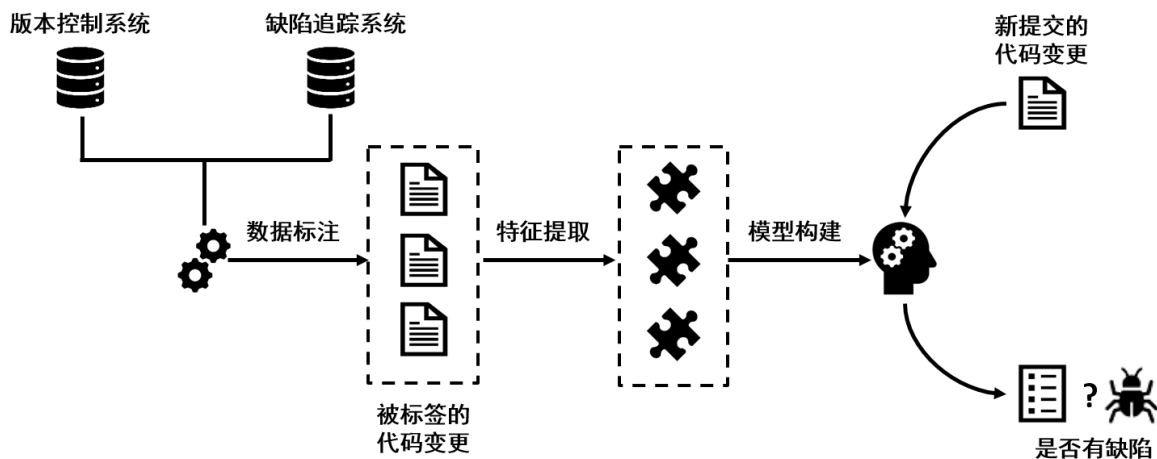 版本控制系统
缺陷追踪系统
新提交的
代码变更
数据标注
特征提取
模型构建
被标签的
代码变更
?
是否有缺陷